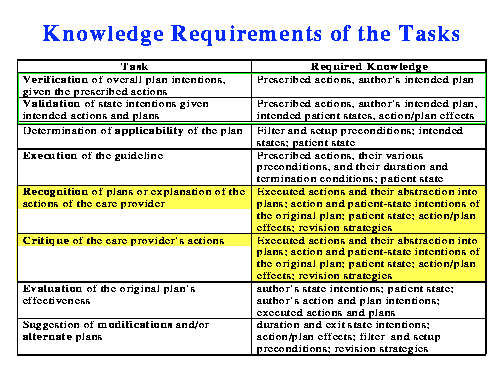 Knowledge Requirements of the Tasks
Task
Required Knowledge
Verification of overall plan intentions,
given the prescribed actions
Prescribed actions, author's intended plan
Validation of state intentions given
intended actions and plans
Prescribed actions, author's intended plan,
intended patient states, action/plan effects
Determination of applicability of the plan
Filter and setup preconditions; intended
states; patient state
Execution of the guideline
Prescribed actions, their various
preconditions, and their duration and
termination conditions; patient state
Recognition of plans or explanation of the
actions of the care provider
Executed actions and their abstraction into
plans; action and patient-state intentions of
the original plan; patient state; action/plan
effects; revision strategies
Critique of the care provider's actions
Executed actions and their abstraction into
plans; action and patient-state intentions of
the original plan; patient state; action/plan
effects; revision strategies
Evaluation of the original plan's
effectiveness
author's state intentions; patient state;
author's action and plan intentions;
executed actions and plans
Suggestion of modifications and/or
alternate plans
duration and exit state intentions;
action/plan effects; filter and setup
preconditions; revision strategies